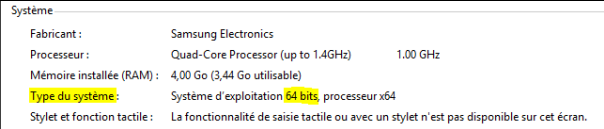 Système
Fabricant : Samsung Electronics
Processeur : Quad-Core Processor (up to 1.4GHz) 1.00 GHz
Mémoire installée (RAM) : 4,00 Go (3,44 Go utilisable)
Type du système : Système d'exploitation 64 bits, processeur x64
Stylet et fonction tactile : La fonctionnalité de saisie tactile ou avec un stylet n'est pas disponible sur cet écran.